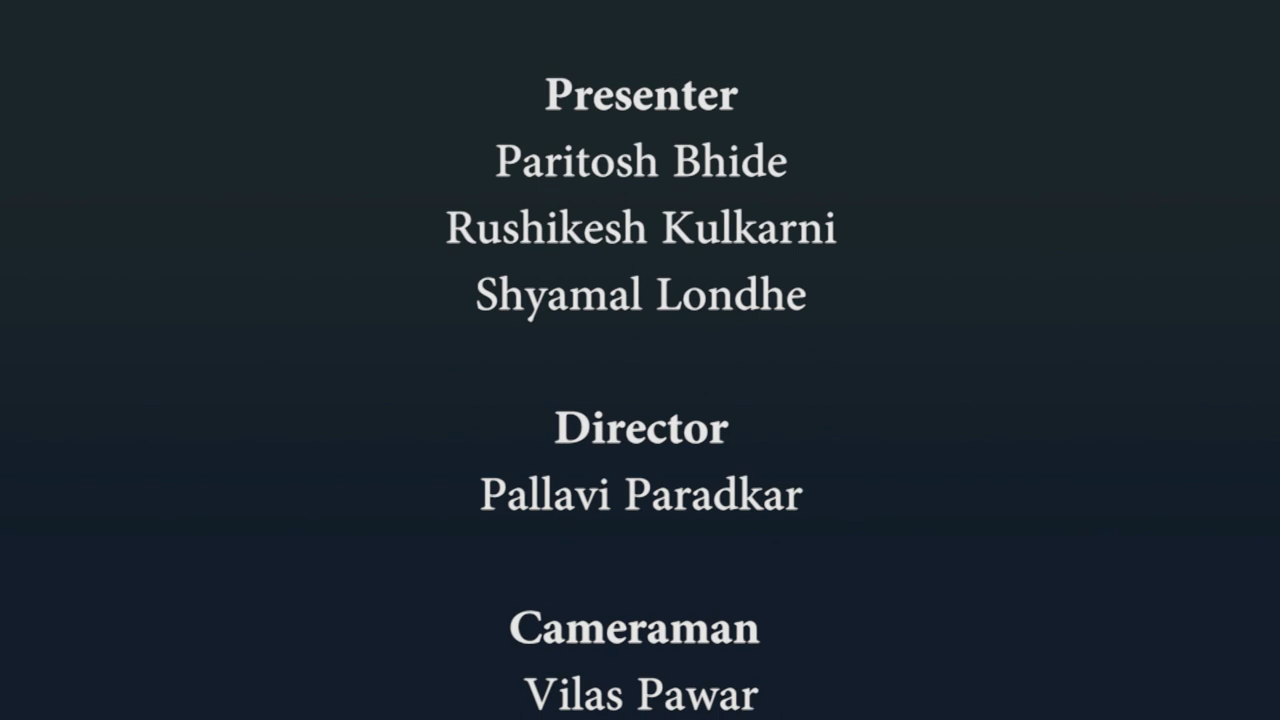 Presenter
Paritosh Bhide
Rushikesh Kulkarni
Shyamal Londhe
Director
Pallavi Paradkar
Cameraman
Vilas Pawar